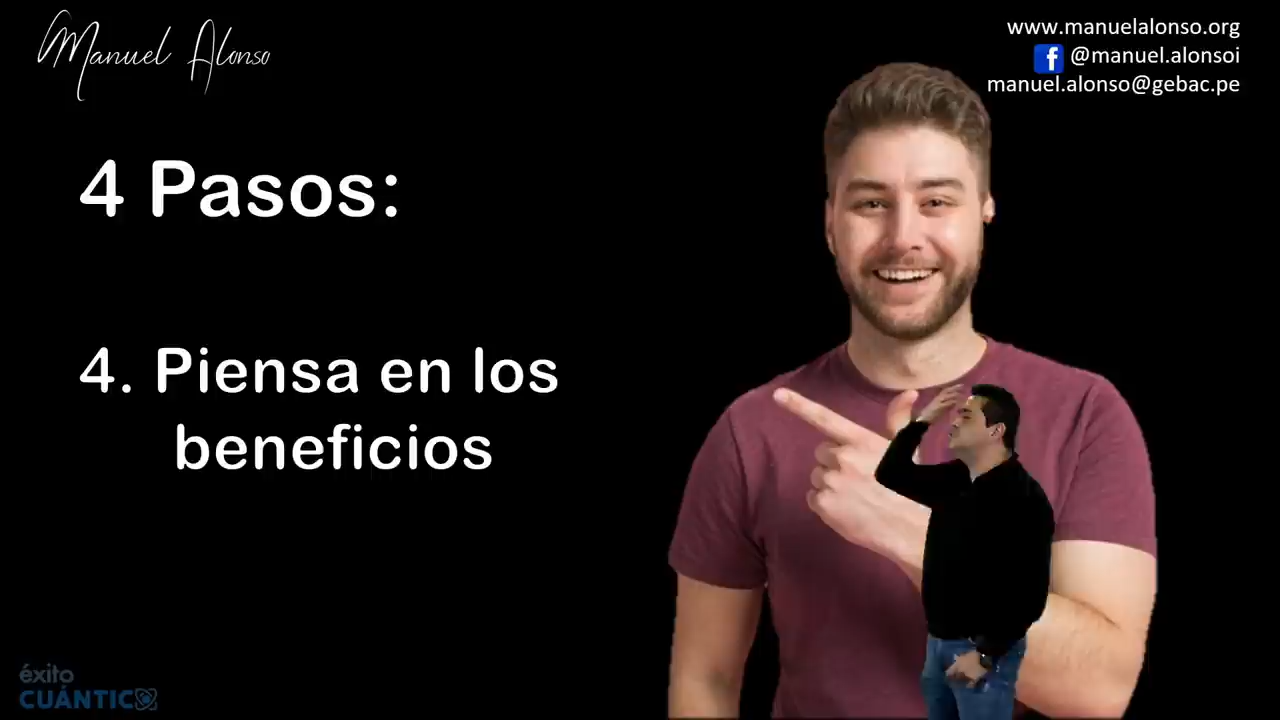 Manuel Alonso
www.manuelalonso.org
@manuel.alonsoi
manuel.alonso@gebac.pe
4 Pasos:
4. Piensa en los
beneficios
éxito
CUÁNTICO